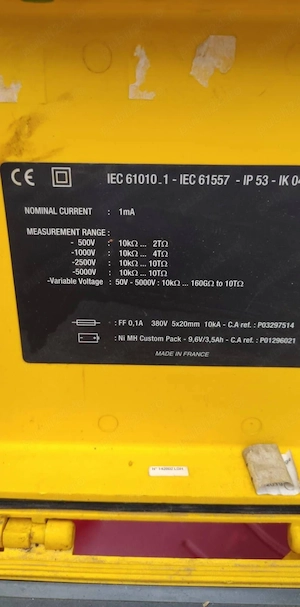 CE IEC 61010.1 - IEC 61557 - IP 53 - IK 04
NOMINAL CURRENT : 1mA
MEASUREMENT RANGE :
- 500V : 10kΩ ... 2TΩ
-1000V : 10kΩ ... 4TΩ
-2500V : 10kΩ ... 10TΩ
-5000V : 10kΩ ... 10TΩ
-Variable Voltage : 50V - 5000V : 10kΩ ... 160GΩ to 10TΩ
: FF 0,1A 380V 5x20mm 10kA - C.A ref. : P03297514
: Ni MH Custom Pack - 9,6V/3,5Ah - C.A ref. : P01296021
MADE IN FRANCE